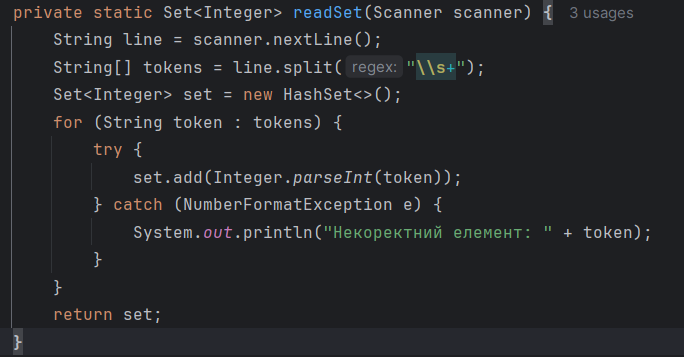 private static Set<Integer> readSet(Scanner scanner) { 3 usages
    String line = scanner.nextLine();
    String[] tokens = line.split( regex: "\\s+");
    Set<Integer> set = new HashSet<>();
    for (String token : tokens) {
        try {
            set.add(Integer.parseInt(token));
        } catch (NumberFormatException e) {
            System.out.println("Некоректний елемент: " + token);
        }
    }
    return set;
}